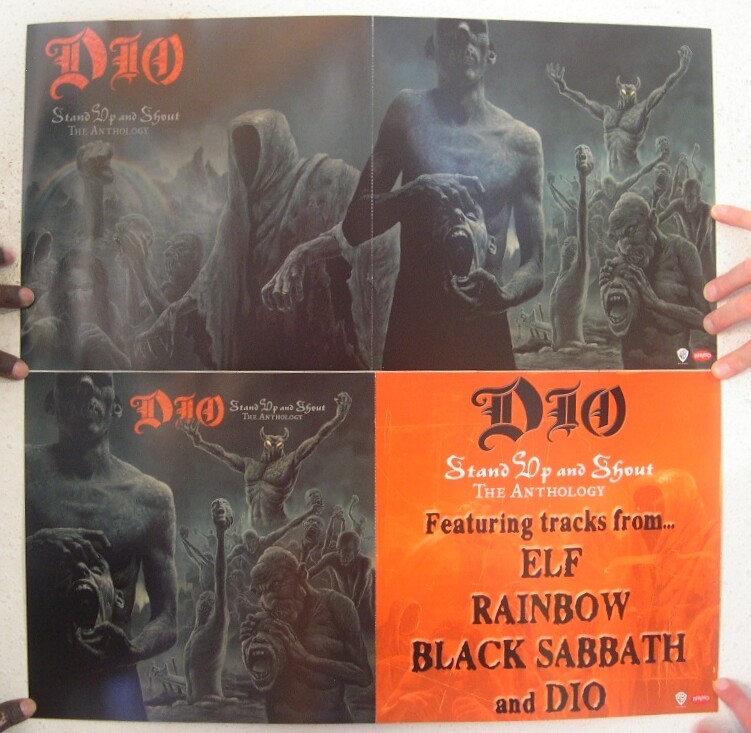 DIO
Stand Up and Shout
THE ANTHOLOGY
DIO
Stand Up and Shout
THE ANTHOLOGY
DIO
Stand Up and Shout
THE ANTHOLOGY
Featuring tracks from...
ELF
RAINBOW
BLACK SABBATH
and DIO